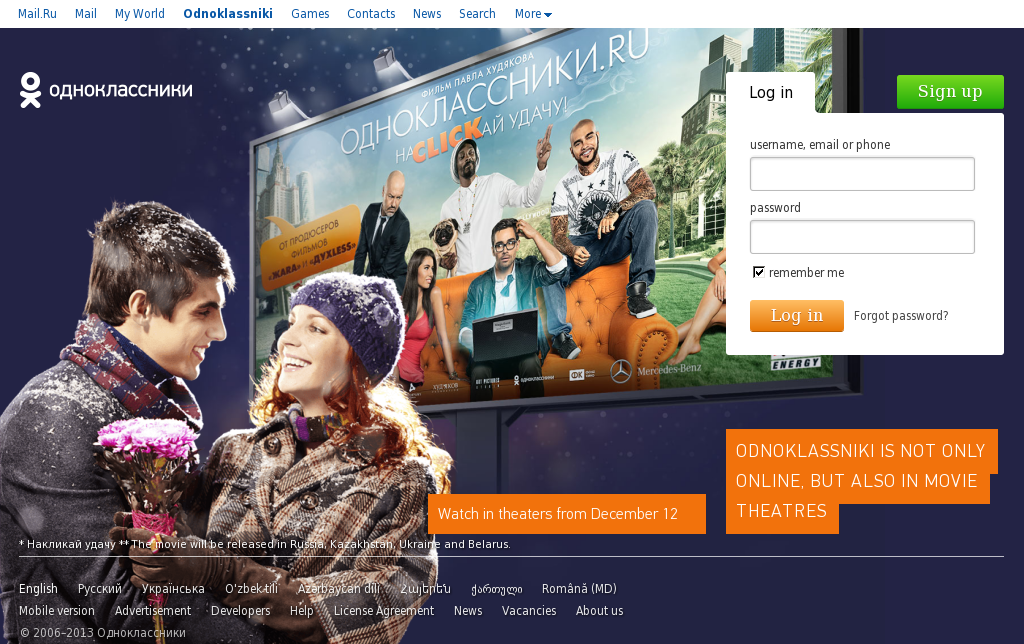 Mail.Ru Mail My World Odnoklassniki Games Contacts News Search More
одноклассники
Log in
Sign up
ФИЛЬМ ПАВЛА ХУДЯКОВА
ОДНОКЛАССНИКИ.RU
НАCLICKАЙ УДАЧУ!
ОТ ПРОДЮСЕРОВ
ФИЛЬМОВ
«ЖАRА» И «ДУХLESS»
username, email or phone
password
remember me
Log in Forgot password?
одноклассники
Mercedes-Benz
ENERGY
ODNOKLASSNIKI IS NOT ONLY
ONLINE, BUT ALSO IN MOVIE
THEATRES
Watch in theaters from December 12
* Накликай удачу ** The movie will be released in Russia, Kazakhstan, Ukraine and Belarus.
English Русский Українська O'zbek tili Azərbaycan dili Հայերեն ქართული Română (MD)
Mobile version Advertisement Developers Help License Agreement News Vacancies About us
© 2006–2013 Одноклассники